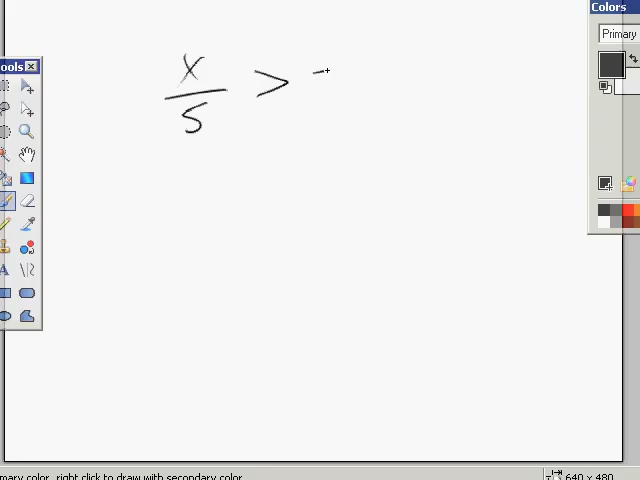 Colors
Primary
ools
x/5 > -
A
mary color, right click to draw with secondary color
640 x 480